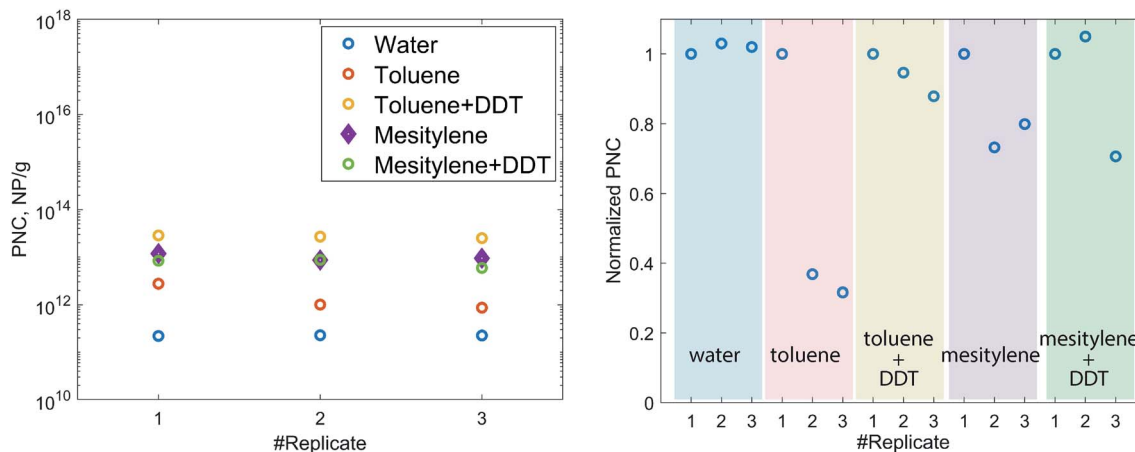 10^18
10^16
10^14
10^12
10^10
PNC, NP/g
Water
Toluene
Toluene+DDT
Mesitylene
Mesitylene+DDT
1 2 3
#Replicate
1
0.8
0.6
0.4
0.2
0
Normalized PNC
water
toluene
toluene
+
DDT
mesitylene
mesitylene
+
DDT
1 2 3 1 2 3 1 2 3 1 2 3 1 2 3
#Replicate